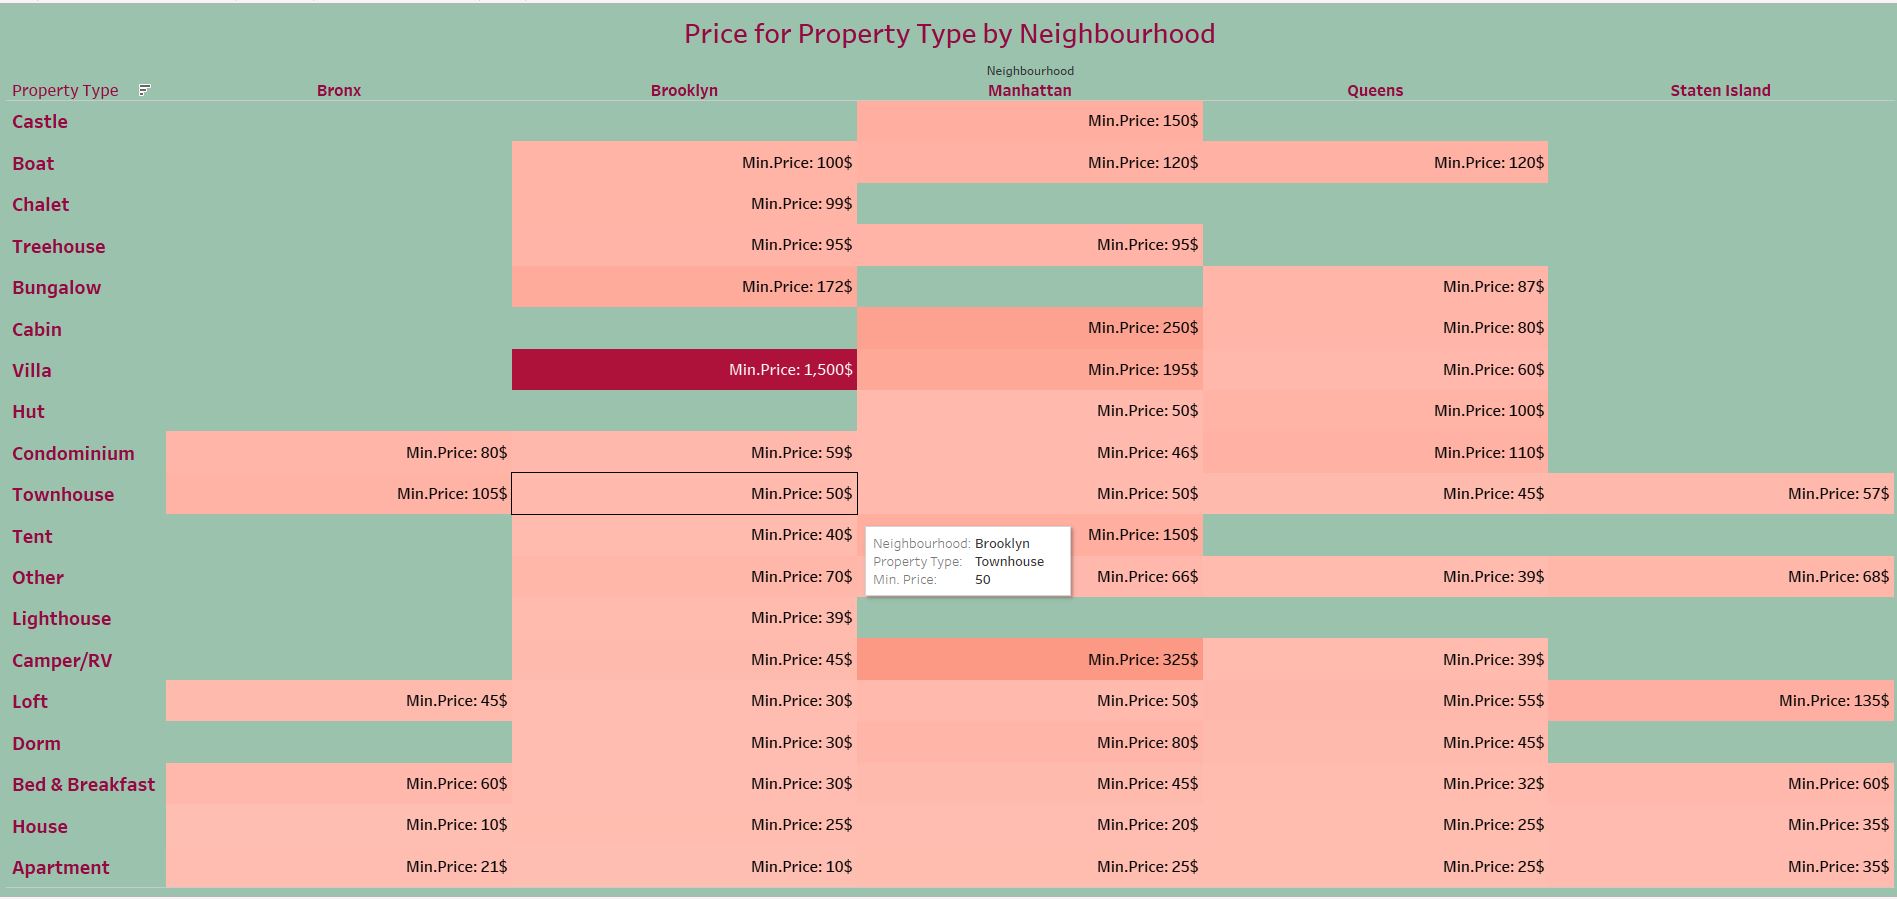 Price for Property Type by Neighbourhood
Neighbourhood
Property Type Bronx Brooklyn Manhattan Queens Staten Island
Castle Min.Price: 150$
Boat Min.Price: 100$ Min.Price: 120$ Min.Price: 120$
Chalet Min.Price: 99$
Treehouse Min.Price: 95$ Min.Price: 95$
Bungalow Min.Price: 172$ Min.Price: 87$
Cabin Min.Price: 250$ Min.Price: 80$
Villa Min.Price: 1,500$ Min.Price: 195$ Min.Price: 60$
Hut Min.Price: 50$ Min.Price: 100$
Condominium Min.Price: 80$ Min.Price: 59$ Min.Price: 46$ Min.Price: 110$
Townhouse Min.Price: 105$ Min.Price: 50$ Min.Price: 50$ Min.Price: 45$ Min.Price: 57$
Tent Min.Price: 40$ Min.Price: 150$
Neighbourhood: Brooklyn
Property Type: Townhouse
Min. Price: 50
Other Min.Price: 70$ Min.Price: 66$ Min.Price: 39$ Min.Price: 68$
Lighthouse Min.Price: 39$
Camper/RV Min.Price: 45$ Min.Price: 325$ Min.Price: 39$
Loft Min.Price: 45$ Min.Price: 30$ Min.Price: 50$ Min.Price: 55$ Min.Price: 135$
Dorm Min.Price: 30$ Min.Price: 80$ Min.Price: 45$
Bed & Breakfast Min.Price: 60$ Min.Price: 30$ Min.Price: 45$ Min.Price: 32$ Min.Price: 60$
House Min.Price: 10$ Min.Price: 25$ Min.Price: 20$ Min.Price: 25$ Min.Price: 35$
Apartment Min.Price: 21$ Min.Price: 10$ Min.Price: 25$ Min.Price: 25$ Min.Price: 35$